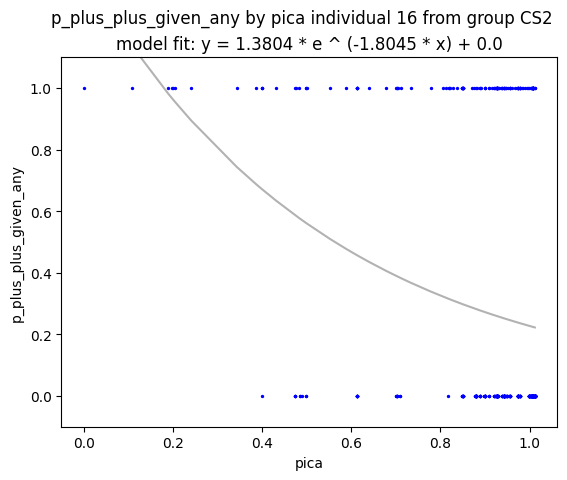 p_plus_plus_given_any by pica individual 16 from group CS2
model fit: y = 1.3804 * e ^ (-1.8045 * x) + 0.0
p_plus_plus_given_any
1.0
0.8
0.6
0.4
0.2
0.0
0.0 0.2 0.4 0.6 0.8 1.0
pica